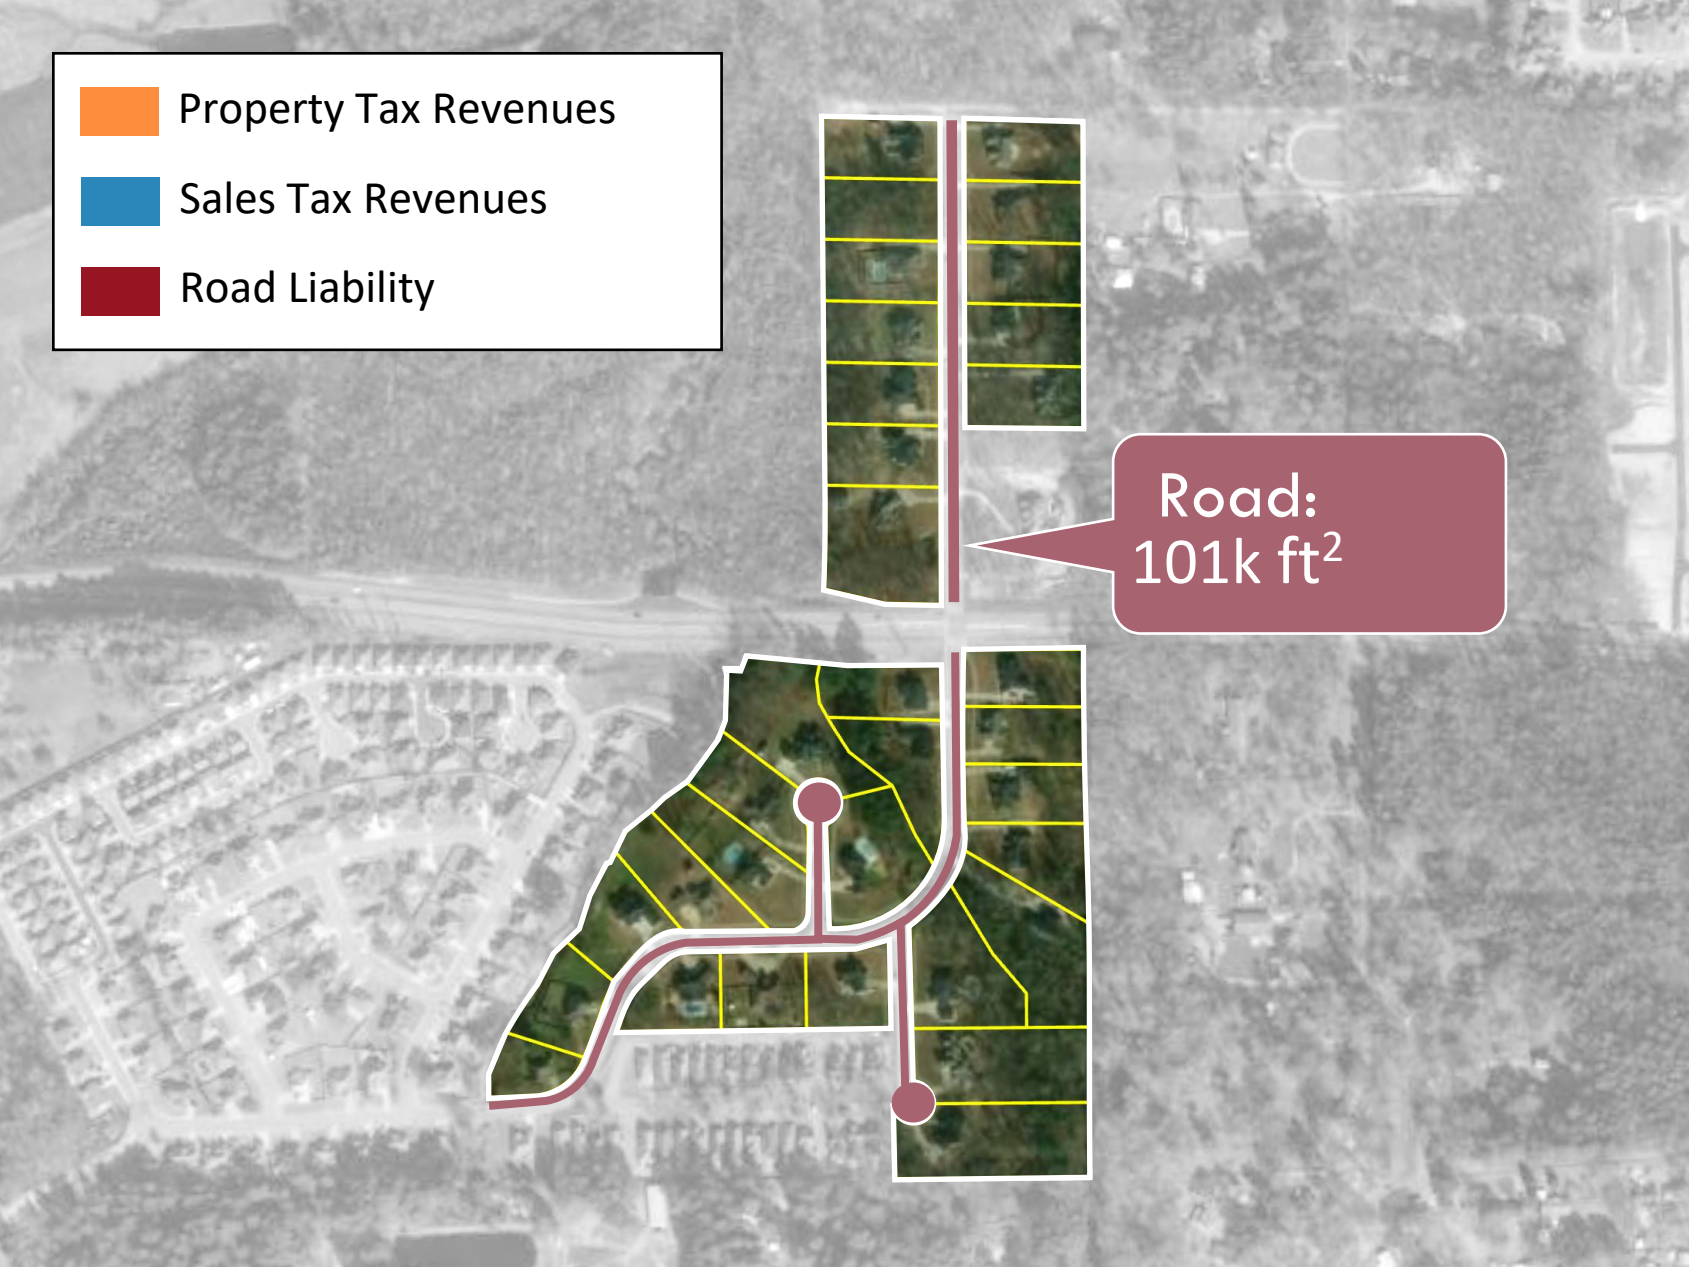 Property Tax Revenues
Sales Tax Revenues
Road Liability
Road:
101k ft²